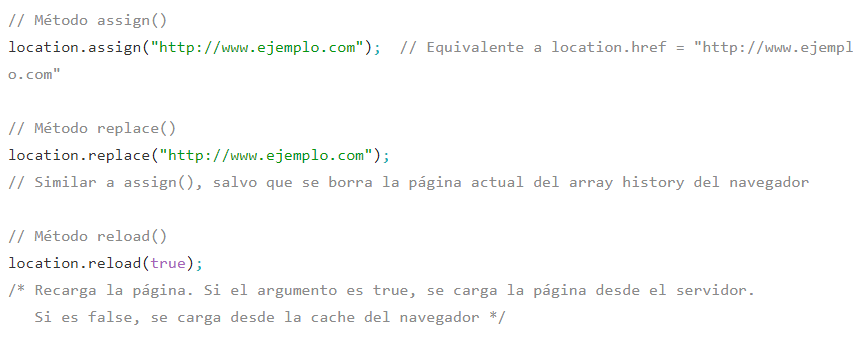 // Método assign()
location.assign("http://www.ejemplo.com");  // Equivalente a location.href = "http://www.ejempl
o.com"

// Método replace()
location.replace("http://www.ejemplo.com");
// Similar a assign(), salvo que se borra la página actual del array history del navegador

// Método reload()
location.reload(true);
/* Recarga la página. Si el argumento es true, se carga la página desde el servidor.
   Si es false, se carga desde la cache del navegador */